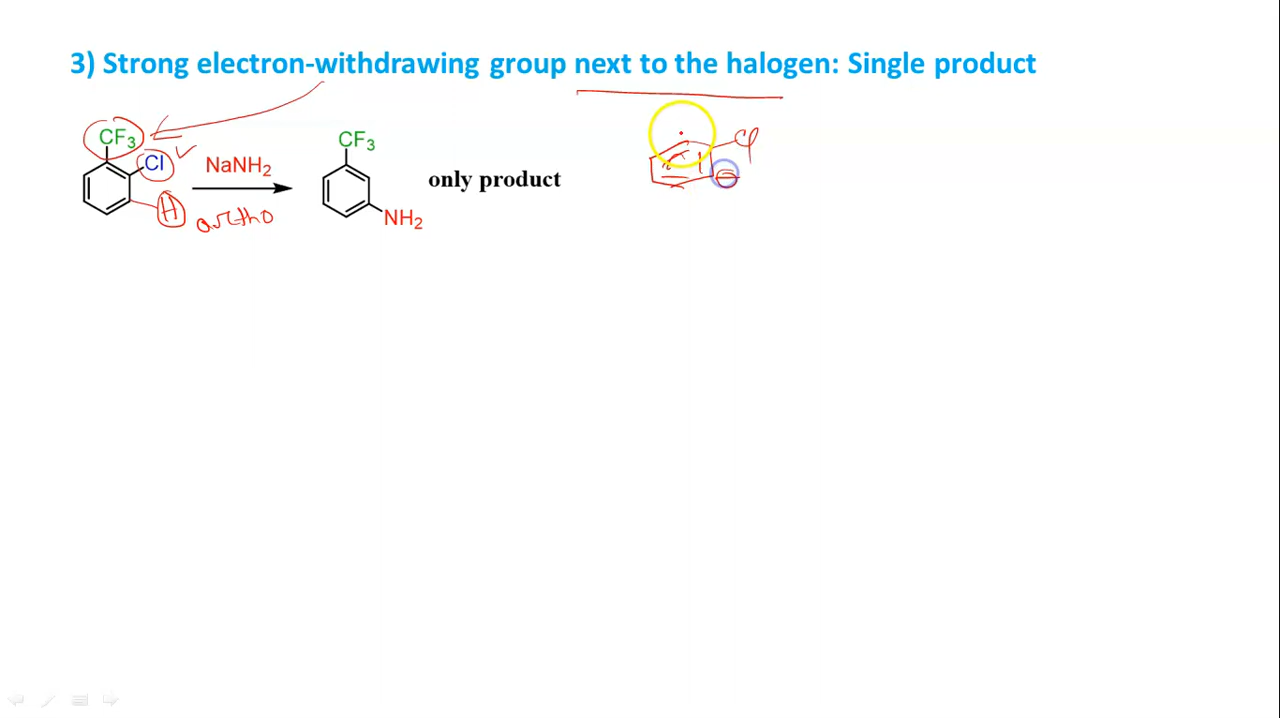 3) Strong electron-withdrawing group next to the halogen: Single product
CF3
Cl
H
NaNH2
ortho
CF3
NH2
only product
Cl
⊖